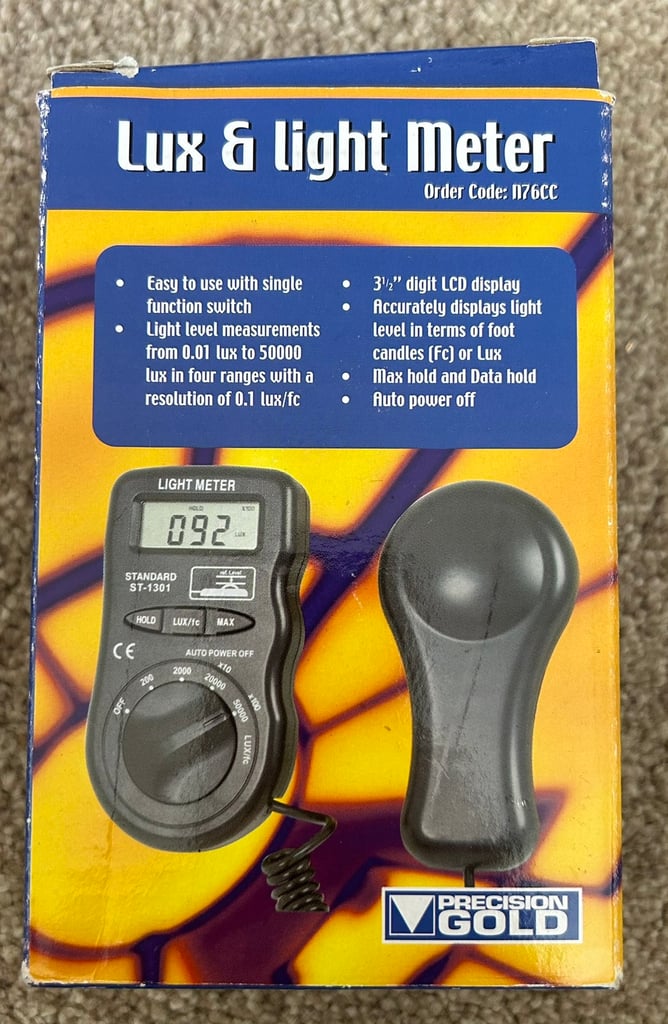 Lux & light Meter
Order Code: N76CC
• Easy to use with single
function switch
• Light level measurements
from 0.01 lux to 50000
lux in four ranges with a
resolution of 0.1 lux/fc
• 3½" digit LCD display
• Accurately displays light
level in terms of foot
candles (Fc) or Lux
• Max hold and Data hold
• Auto power off
LIGHT METER
HOLD X100
092 LUX
STANDARD
ST-1301
ref. Level
HOLD LUX/fc MAX
CE
AUTO POWER OFF
OFF 200 2000 x10 20000 x100 50000
LUX/fc
PRECISION
GOLD